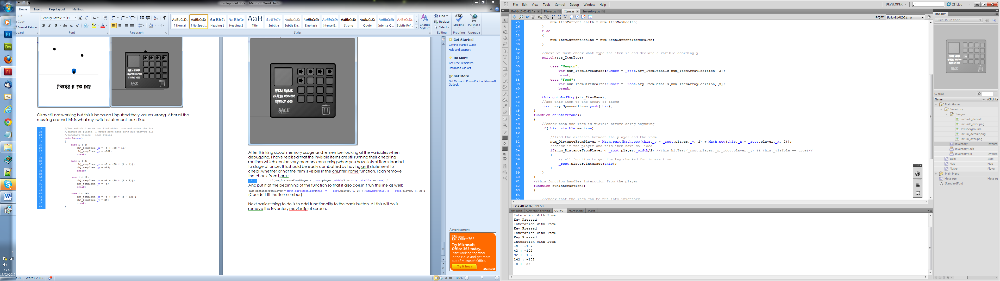 Development.docx - Microsoft Word Starter
Home Insert Page Layout Mailings
Cut
Copy
Format Painter
Century Gothic 11
Font
Paragraph
AaBbCcDc AaBbCcDc AaBbC AaBbCc AaB AaBbCc. AaBbCcDc AaBbCcDc AaBbCcDc AaBbCcDc AaBbCcDc AaBbCcDc AABBCCDC
¶ Normal ¶ No Spaci... Heading 1 Heading 2 Title Subtitle Subtle Em... Emphasis Intense E... Strong Quote Intense Q... Subtle Ref...
Styles
Change
Styles
Find
Replace
Select
Editing
Spelling
Proofing
Purchase
Upgrade
PRESS E TO INT
ITEM NAME
HEALTH 000/000
EFFECT +000
BACK
Okay still not working but this is because I inputted the y values wrong. After all the
messing around this is what my switch statement looks like:
22 //Now switch i so we can find which row and colum the ite
23 //should be placed. I could have used if's but they're all
24 //constant values + less typing
25 switch(true)
26 {
27 case i < 4:
28 obj_tempItem._x = -8 + (50 * i);
29 obj_tempItem._y = -102;
30 break;
31
32 case i < 8:
33 obj_tempItem._x = -8 + (50 * (i - 4));
34 obj_tempItem._y = -55;
35 break;
36
37 case i < 12:
38 obj_tempItem._x = -8 + (50 * (i - 8));
39 obj_tempItem._y = -8;
40 break;
41
42 case i < 16:
43 obj_tempItem._x = -8 + (50 * (i - 12));
44 obj_tempItem._y = 39;
45 break;
46 }
ITEM NAME
HEALTH 000/000
EFFECT +000
BACK
After thinking about memory usage and remember looking at the variables when
debugging, I have realised that the invisible items are still running their checking
routines which can be very memory consuming when you have lots of items loaded
to stage at once. This should be easily combatted by having an if statement to
check whether or not the item is visible in the onEnterFrame function. I can remove
the check from here:
51 if(num_DistanceFromPlayer < _root.player._width/2 && this._visible == true) /
And put it at the beginning of the function so that it also doesn't run this line as well:
num_DistanceFromPlayer = Math.sqrt(Math.pow(this._y - _root.player._y, 2) + Math.pow(this._x - _root.player._x, 2));
(Couldn't fit the line number)
Next easiest thing to do is to add functionality to the back button. All this will do is
remove the inventory movieclip of screen.
Get Started
Getting Started Guide
Help and Support
Do More
Get Free Templates
Download Clip Art
Get More
Get Microsoft PowerPoint or Microsoft
Outlook
Advertisement
Microsoft
Office 365
Try Microsoft
Office 365 today.
Start working together
in the cloud and get more
out of Microsoft Office.
Try it free
Microsoft
12:16
15/02/2012
of 24 Words: 2,116
100%
File Edit View Tools Control Debug Window Help
DEVELOPER
CS Live
Build-15-02-12.fla Player.as Item.as Inventory.as
Target: Build-15-02-12.fla
25 num_ItemCurrentHealth = num_ItemMaxHealth;
26 }
27 else
28 {
29 num_ItemCurrentHealth = num_SentCurrentItemHealth;
30 }
31
32 //next we must check what type the item is and declare a varible acordingly
33 switch(str_ItemType)
34 {
35 case "Weapon":
36 var num_ItemGiveDamage:Number = _root.ary_ItemDetails[num_ItemArrayPosition][3];
37 break;
38 case "Food":
39 var num_ItemGiveHealth:Number = _root.ary_ItemDetails[num_ItemArrayPosition][3];
40 break;
41 }
42 this.gotoAndStop(str_ItemName);
43 //add this item to the array of items
44 _root.ary_SpawnedItems.push(this);
45 }
46 function onEnterFrame()
47 {
48 //check that the item is visible before doing anything
49 if(this._visible == true)
50 {
51 //find the distance between the player and the item
52 num_DistanceFromPlayer = Math.sqrt(Math.pow(this._y - _root.player._y, 2) + Math.pow(this._x - _root.player._x, 2));
53 //check if the player and this item have collided
54 if(num_DistanceFromPlayer < _root.player._width/2) //this.hitTest(_root.player._x,_root.player._y) && this._visible == true)//
55 {
56 //call function to get the key checked for interaction
57 _root.player.Interact(this);
58 }
59 }
60 }
61 //this function handles interction from the player
62 function runInteraction()
63 {
64
65 //check that the item can be put into inventory
Line 48 of 82, Col 58
TIMELINE COMPILER ERRORS OUTPUT PROPERTIES SCENE
Interation With Item
Key Pressed
Interation With Item
Key Pressed
Interation With Item
Key Pressed
Interation With Item
-8 : -102
42 : -102
92 : -102
142 : -102
-8 : -55
LIBRARY
Build-15-02-12.fla
ITEM NAME
HEALTH 000/000
EFFECT +000
BACK
66 items
Name AS Linka
Main Game
Inventory
Images
invBack_default....
invBack_over.png
InvBackground....
invBin_default.png
invBin_over.png
Inventory Invento
InventoryBack
InventoryBin Invento
Item Item
Map Map
Player Player
Main Menu
Message Messag
StandardFont